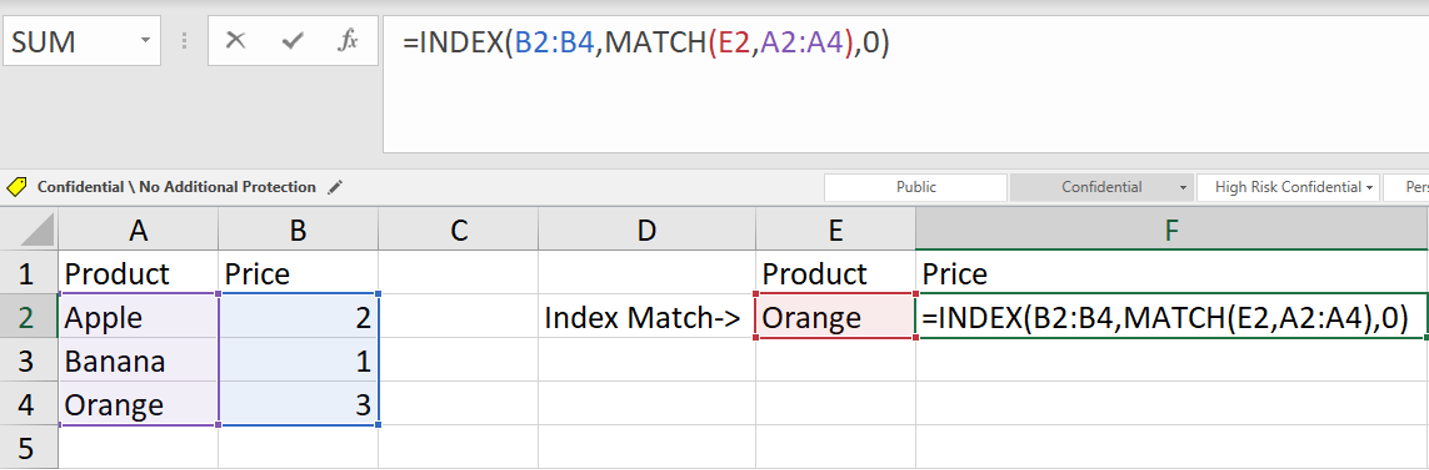 SUM fx =INDEX(B2:B4,MATCH(E2,A2:A4),0)
Confidential \ No Additional Protection Public Confidential High Risk Confidential Pers
A B C D E F
1 Product Price Product Price
2 Apple 2 Index Match-> Orange =INDEX(B2:B4,MATCH(E2,A2:A4),0)
3 Banana 1
4 Orange 3
5